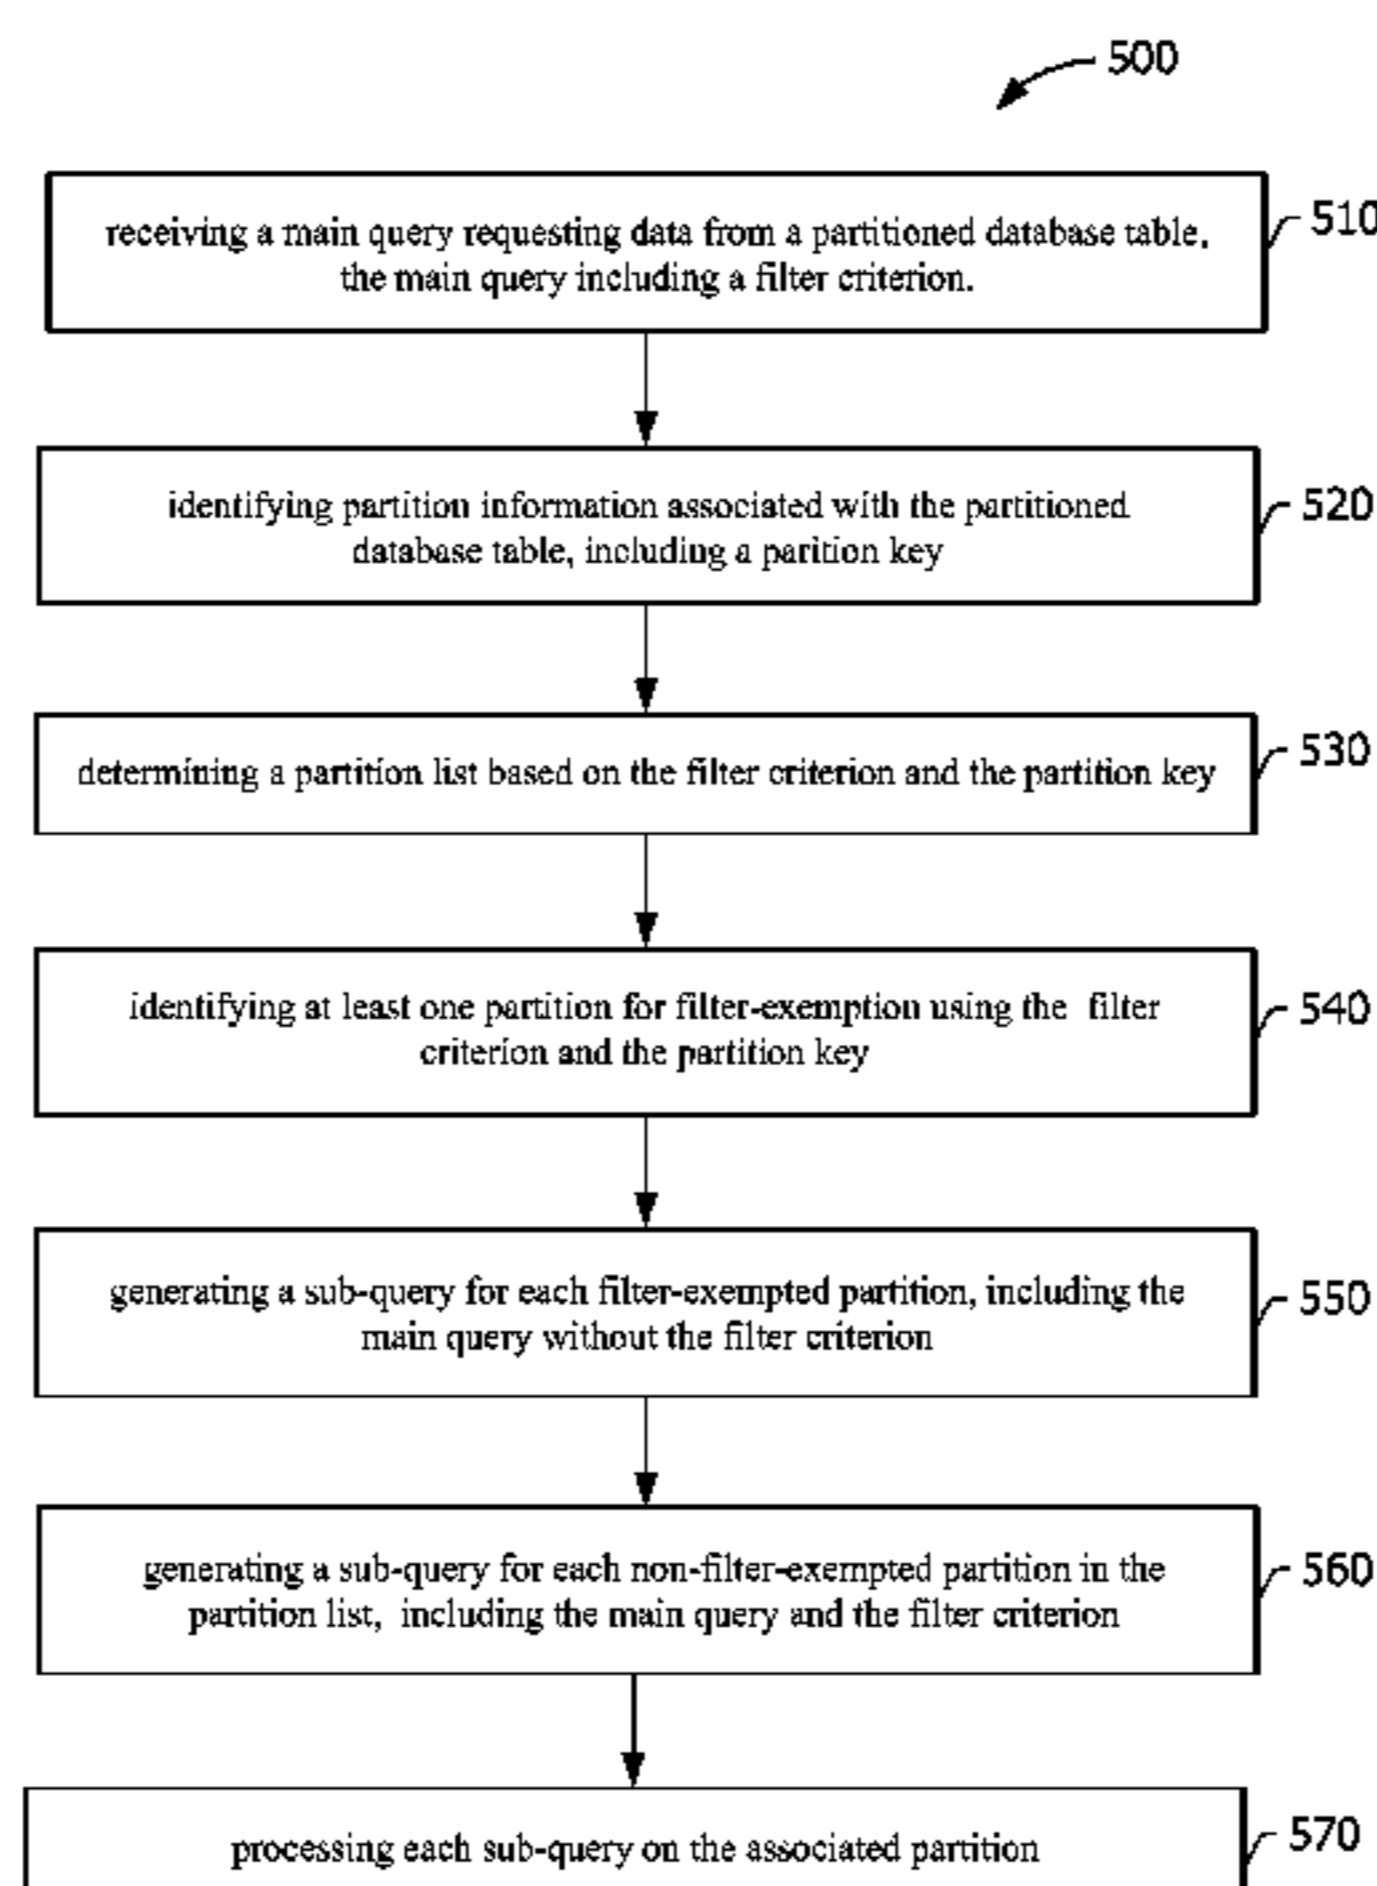 500
receiving a main query requesting data from a partitioned database table,
the main query including a filter criterion.
510
identifying partition information associated with the partitioned
database table, including a parition key
520
determining a partition list based on the filter criterion and the partition key
530
identifying at least one partition for filter-exemption using the filter
criterion and the partition key
540
generating a sub-query for each filter-exempted partition, including the
main query without the filter criterion
550
generating a sub-query for each non-filter-exempted partition in the
partition list, including the main query and the filter criterion
560
processing each sub-query on the associated partition
570